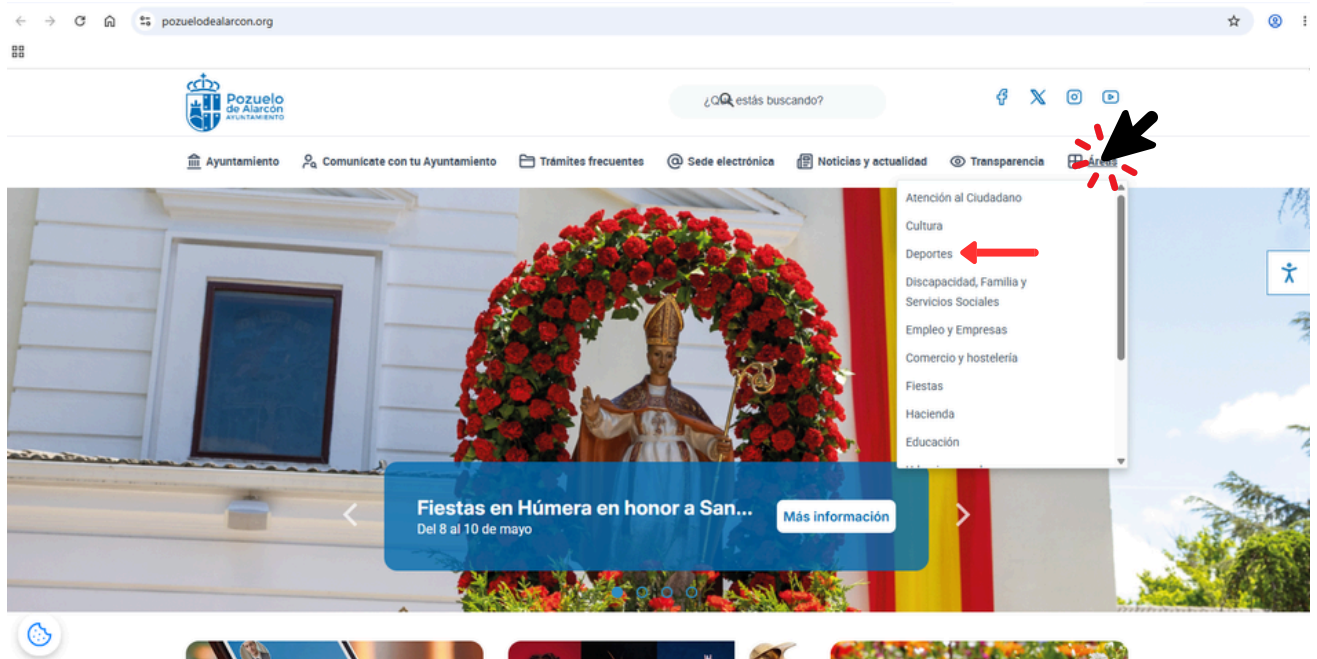 pozuelodealarcon.org
Pozuelo
de Alarcón
AYUNTAMIENTO
¿Qué estás buscando?
Ayuntamiento
Comunícate con tu Ayuntamiento
Trámites frecuentes
Sede electrónica
Noticias y actualidad
Transparencia
Áreas
Atención al Ciudadano
Cultura
Deportes
Discapacidad, Familia y
Servicios Sociales
Empleo y Empresas
Comercio y hostelería
Fiestas
Hacienda
Educación
Fiestas en Húmera en honor a San...
Del 8 al 10 de mayo
Más información